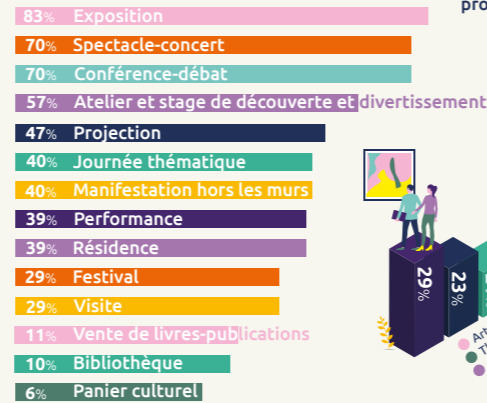 83% Exposition
70% Spectacle-concert
70% Conférence-débat
57% Atelier et stage de découverte et divertissement
47% Projection
40% Journée thématique
40% Manifestation hors les murs
39% Performance
39% Résidence
29% Festival
29% Visite
11% Vente de livres-publications
10% Bibliothèque
6% Panier culturel
29%
23%